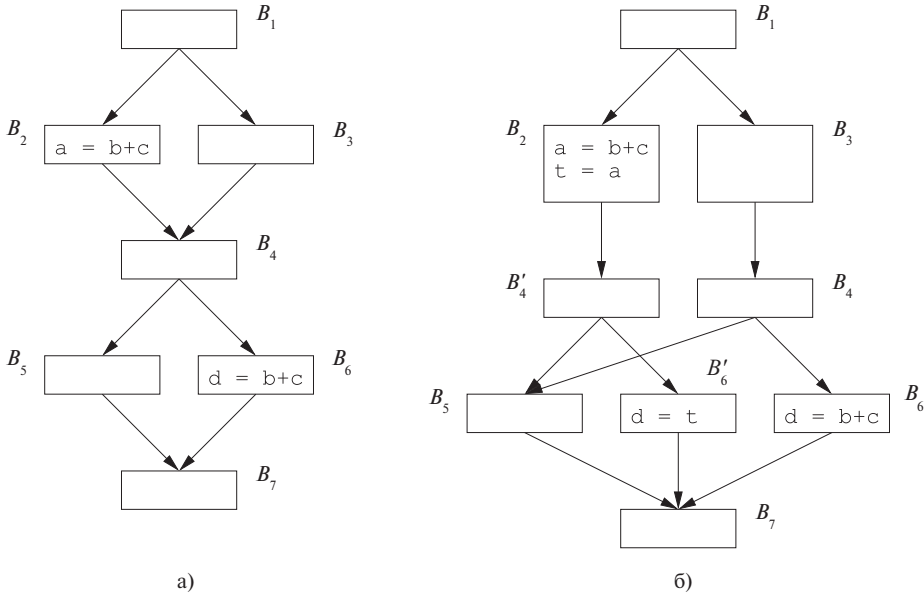 B₁
B₂
a = b+c
B₃
B₄
B₅
d = b+c
B₆
B₇
а)
B₁
B₂
a = b+c
t = a
B₃
B′₄
B₄
B₅
B′₆
d = t
d = b+c
B₆
B₇
б)